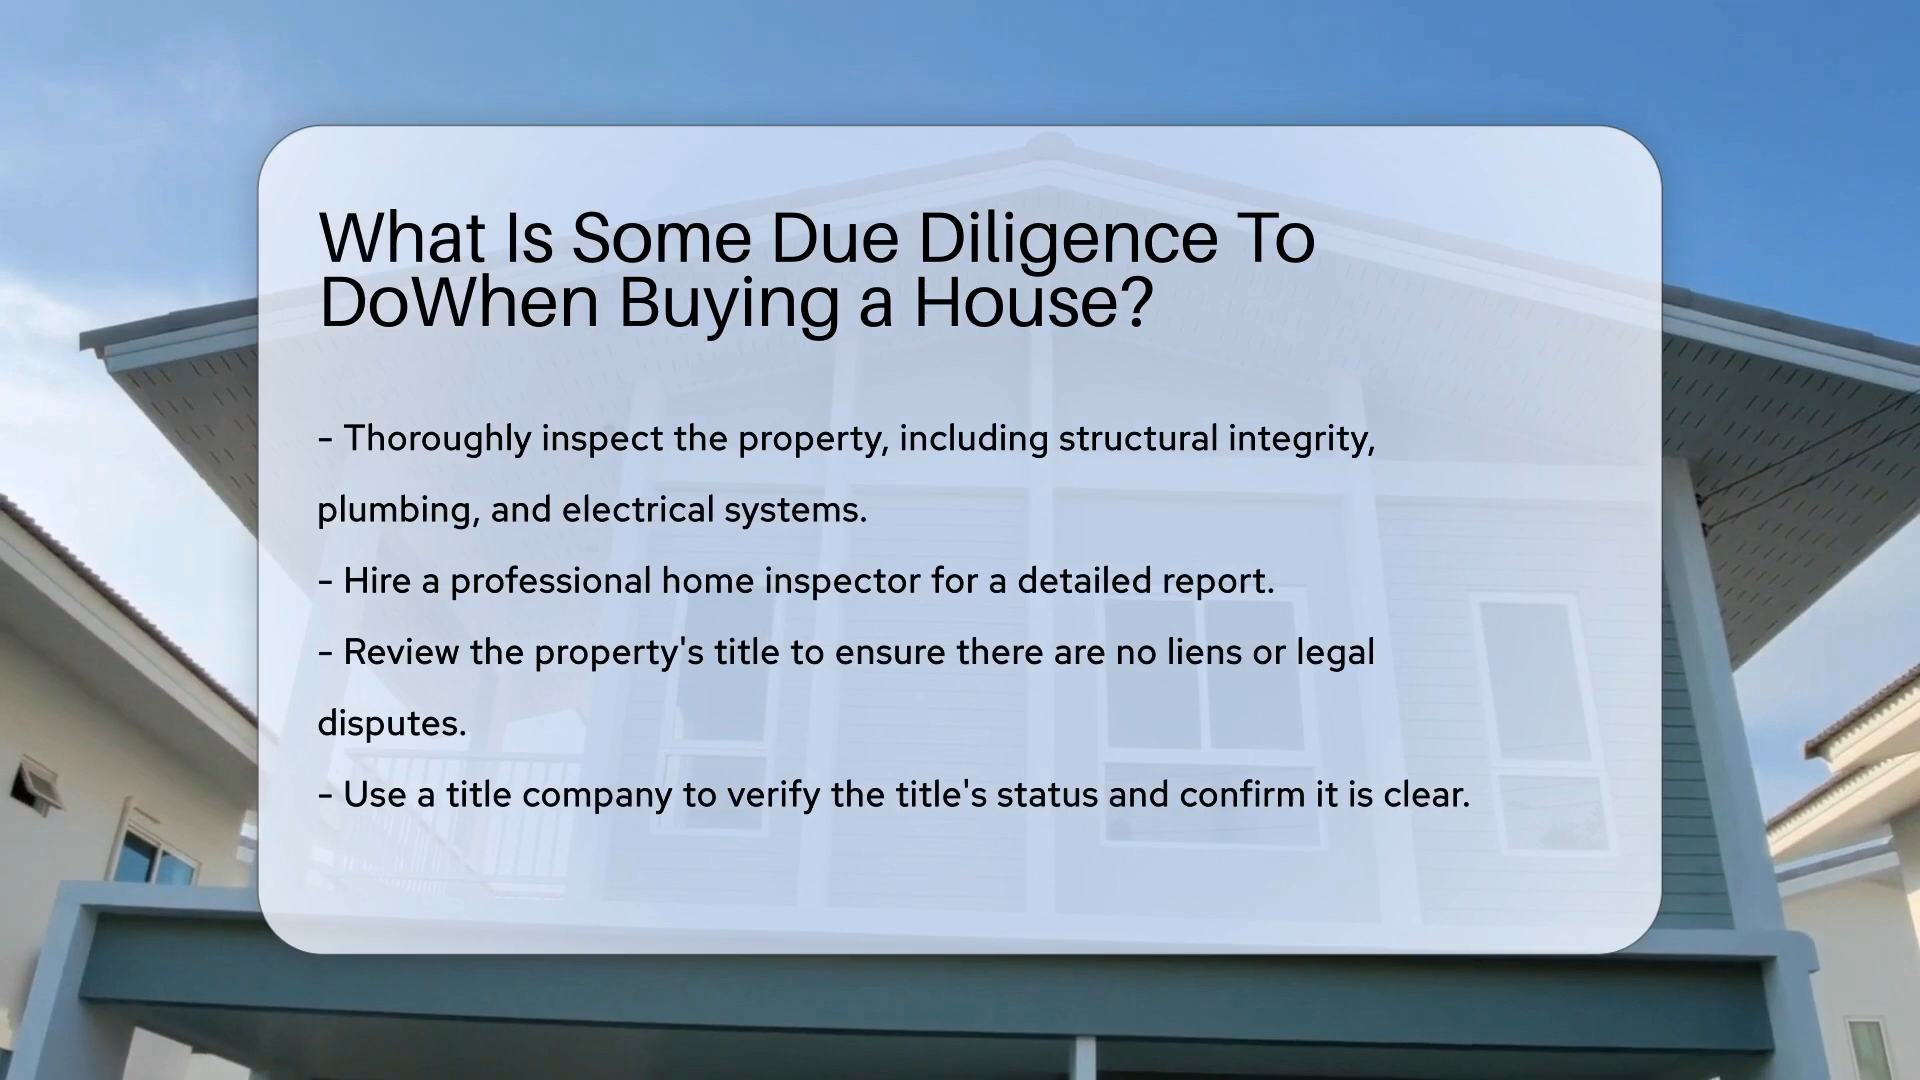 What Is Some Due Diligence To
DoWhen Buying a House?
- Thoroughly inspect the property, including structural integrity,
plumbing, and electrical systems.
- Hire a professional home inspector for a detailed report.
- Review the property's title to ensure there are no liens or legal
disputes.
- Use a title company to verify the title's status and confirm it is clear.